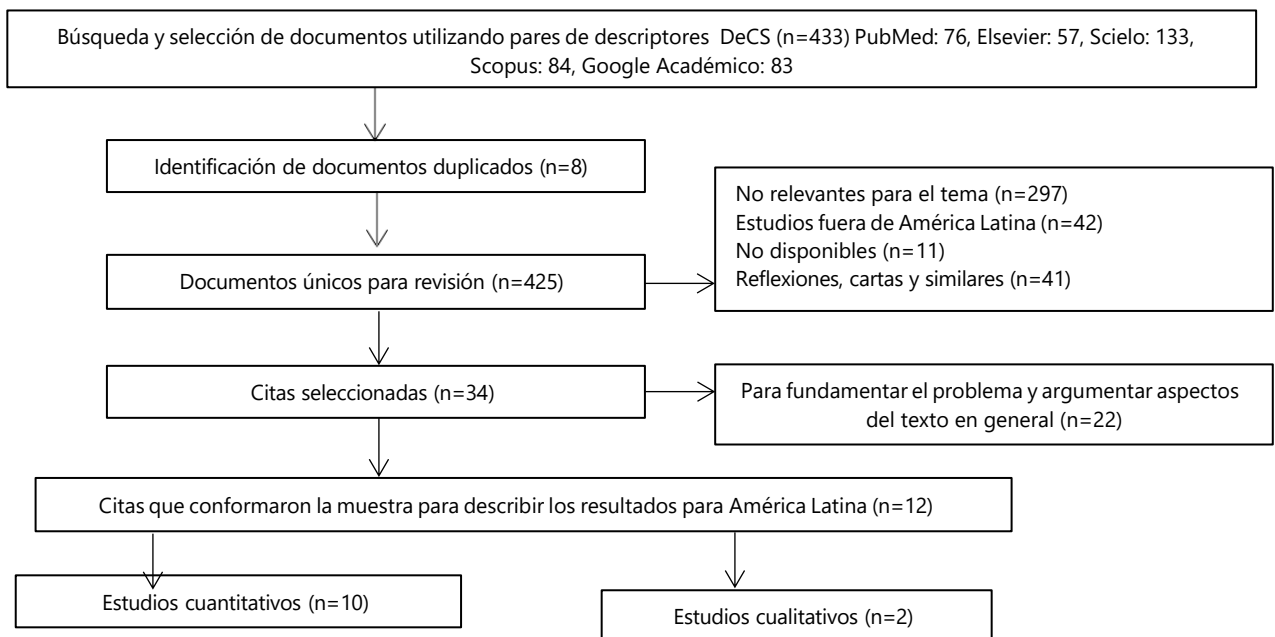 Búsqueda y selección de documentos utilizando pares de descriptores DeCS (n=433) PubMed: 76, Elsevier: 57, Scielo: 133,
Scopus: 84, Google Académico: 83
Identificación de documentos duplicados (n=8)
No relevantes para el tema (n=297)
Estudios fuera de América Latina (n=42)
No disponibles (n=11)
Reflexiones, cartas y similares (n=41)
Documentos únicos para revisión (n=425)
Citas seleccionadas (n=34)
Para fundamentar el problema y argumentar aspectos
del texto en general (n=22)
Citas que conformaron la muestra para describir los resultados para América Latina (n=12)
Estudios cuantitativos (n=10)
Estudios cualitativos (n=2)